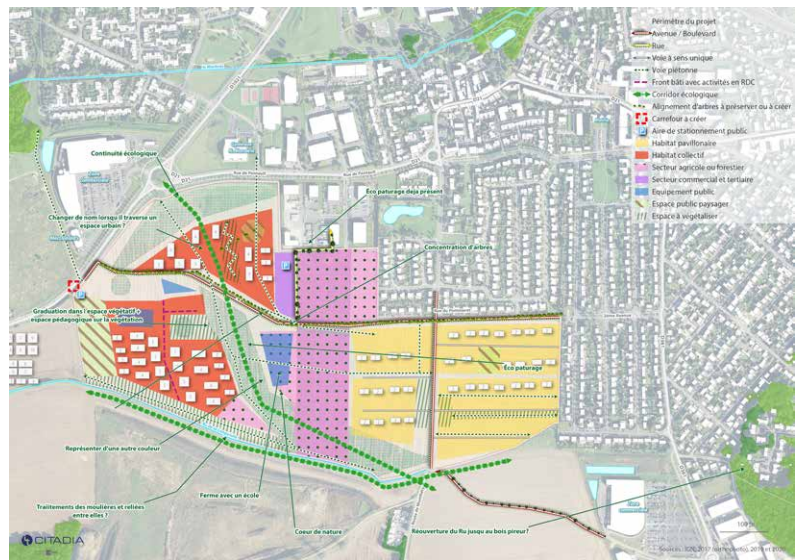 Périmètre du projet
Avenue / Boulevard
Rue
Voie à sens unique
Voie piétonne
Front bâti avec activités en RDC
Corridor écologique
Alignement d'arbres à préserver ou à créer
Carrefour à créer
P Aire de stationnement public
Habitat pavillonaire
Habitat collectif
Secteur agricole ou forestier
Secteur commercial et tertiaire
Equipement public
Espace public paysager
Espace à végétaliser
Continuité écologique
Eco paturage deja présent
Changer de nom lorsqu'il traverse un
espace urbain ?
Concentration d'arbres
P
P
Graduation dans l'espace végétatif +
espace pédagogique sur la végétation
Eco paturage
Représenter d'une autre couleur
Ferme avec un école
Traitements des moulières et reliées
entre elles ?
Coeur de nature
Réouverture du Ru jusqu au bois pireux?
CITADIA